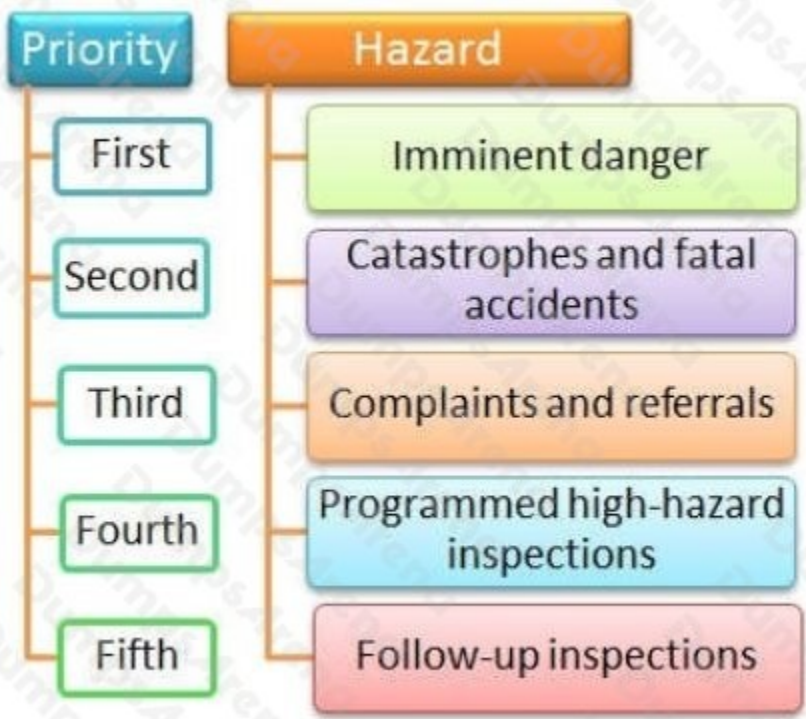 Priority
Hazard
First
Imminent danger
Second
Catastrophes and fatal
accidents
Third
Complaints and referrals
Fourth
Programmed high-hazard
inspections
Fifth
Follow-up inspections
DumpsArena